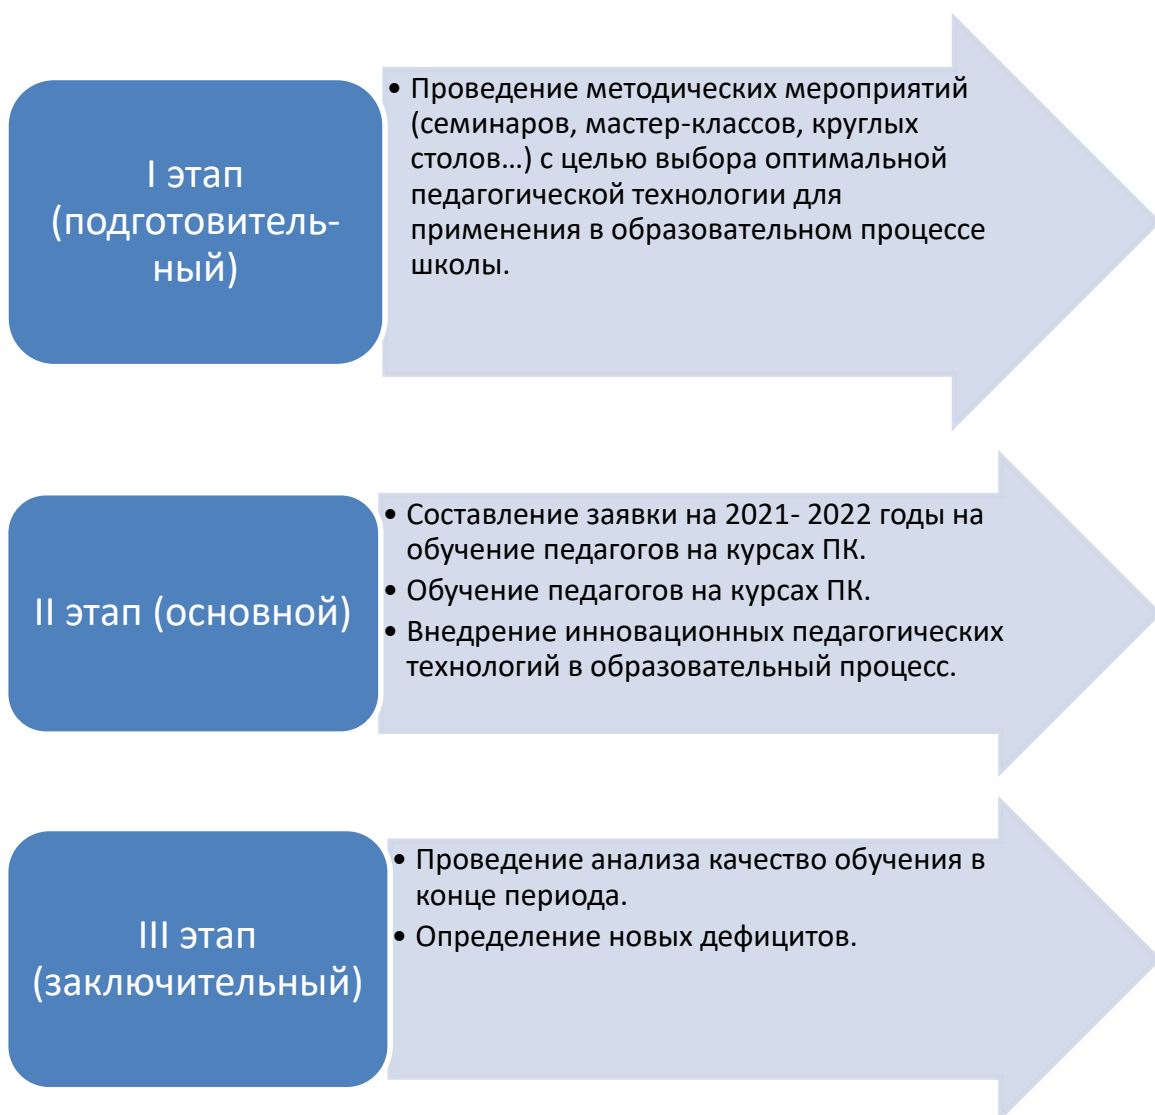 I этап
(подготовитель-
ный)
• Проведение методических мероприятий
(семинаров, мастер-классов, круглых
столов...) с целью выбора оптимальной
педагогической технологии для
применения в образовательном процессе
школы.
II этап (основной)
• Составление заявки на 2021- 2022 годы на
обучение педагогов на курсах ПК.
• Обучение педагогов на курсах ПК.
• Внедрение инновационных педагогических
технологий в образовательный процесс.
III этап
(заключительный)
• Проведение анализа качество обучения в
конце периода.
• Определение новых дефицитов.